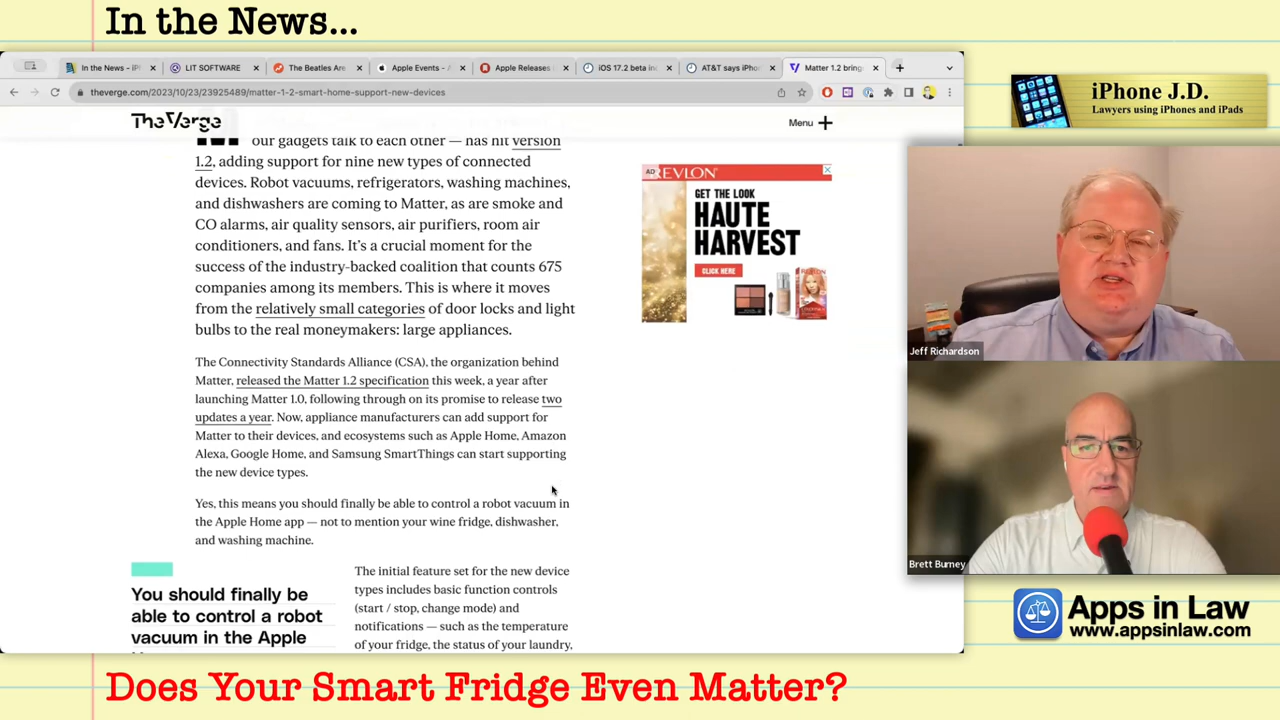 In the News...
In the News - iP
LIT SOFTWARE
The Beatles Are
Apple Events - A
Apple Releases
iOS 17.2 beta in
AT&T says iPhon
Matter 1.2 bring
theverge.com/2023/10/23/23925489/matter-1-2-smart-home-support-new-devices
The Verge
Menu
our gadgets talk to each other — has hit version
1.2, adding support for nine new types of connected
devices. Robot vacuums, refrigerators, washing machines,
and dishwashers are coming to Matter, as are smoke and
CO alarms, air quality sensors, air purifiers, room air
conditioners, and fans. It's a crucial moment for the
success of the industry-backed coalition that counts 675
companies among its members. This is where it moves
from the relatively small categories of door locks and light
bulbs to the real moneymakers: large appliances.
The Connectivity Standards Alliance (CSA), the organization behind
Matter, released the Matter 1.2 specification this week, a year after
launching Matter 1.0, following through on its promise to release two
updates a year. Now, appliance manufacturers can add support for
Matter to their devices, and ecosystems such as Apple Home, Amazon
Alexa, Google Home, and Samsung SmartThings can start supporting
the new device types.
Yes, this means you should finally be able to control a robot vacuum in
the Apple Home app — not to mention your wine fridge, dishwasher,
and washing machine.
You should finally be
able to control a robot
vacuum in the Apple
The initial feature set for the new device
types includes basic function controls
(start / stop, change mode) and
notifications — such as the temperature
of your fridge, the status of your laundry,
AD
REVLON
GET THE LOOK
HAUTE
HARVEST
CLICK HERE
iPhone J.D.
Lawyers using iPhones and iPads
Jeff Richardson
Brett Burney
Apps in Law
www.appsinlaw.com
Does Your Smart Fridge Even Matter?